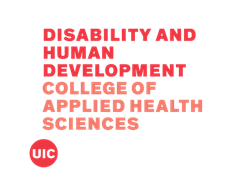 DISABILITY AND
HUMAN
DEVELOPMENT
COLLEGE OF
APPLIED HEALTH
SCIENCES
UIC